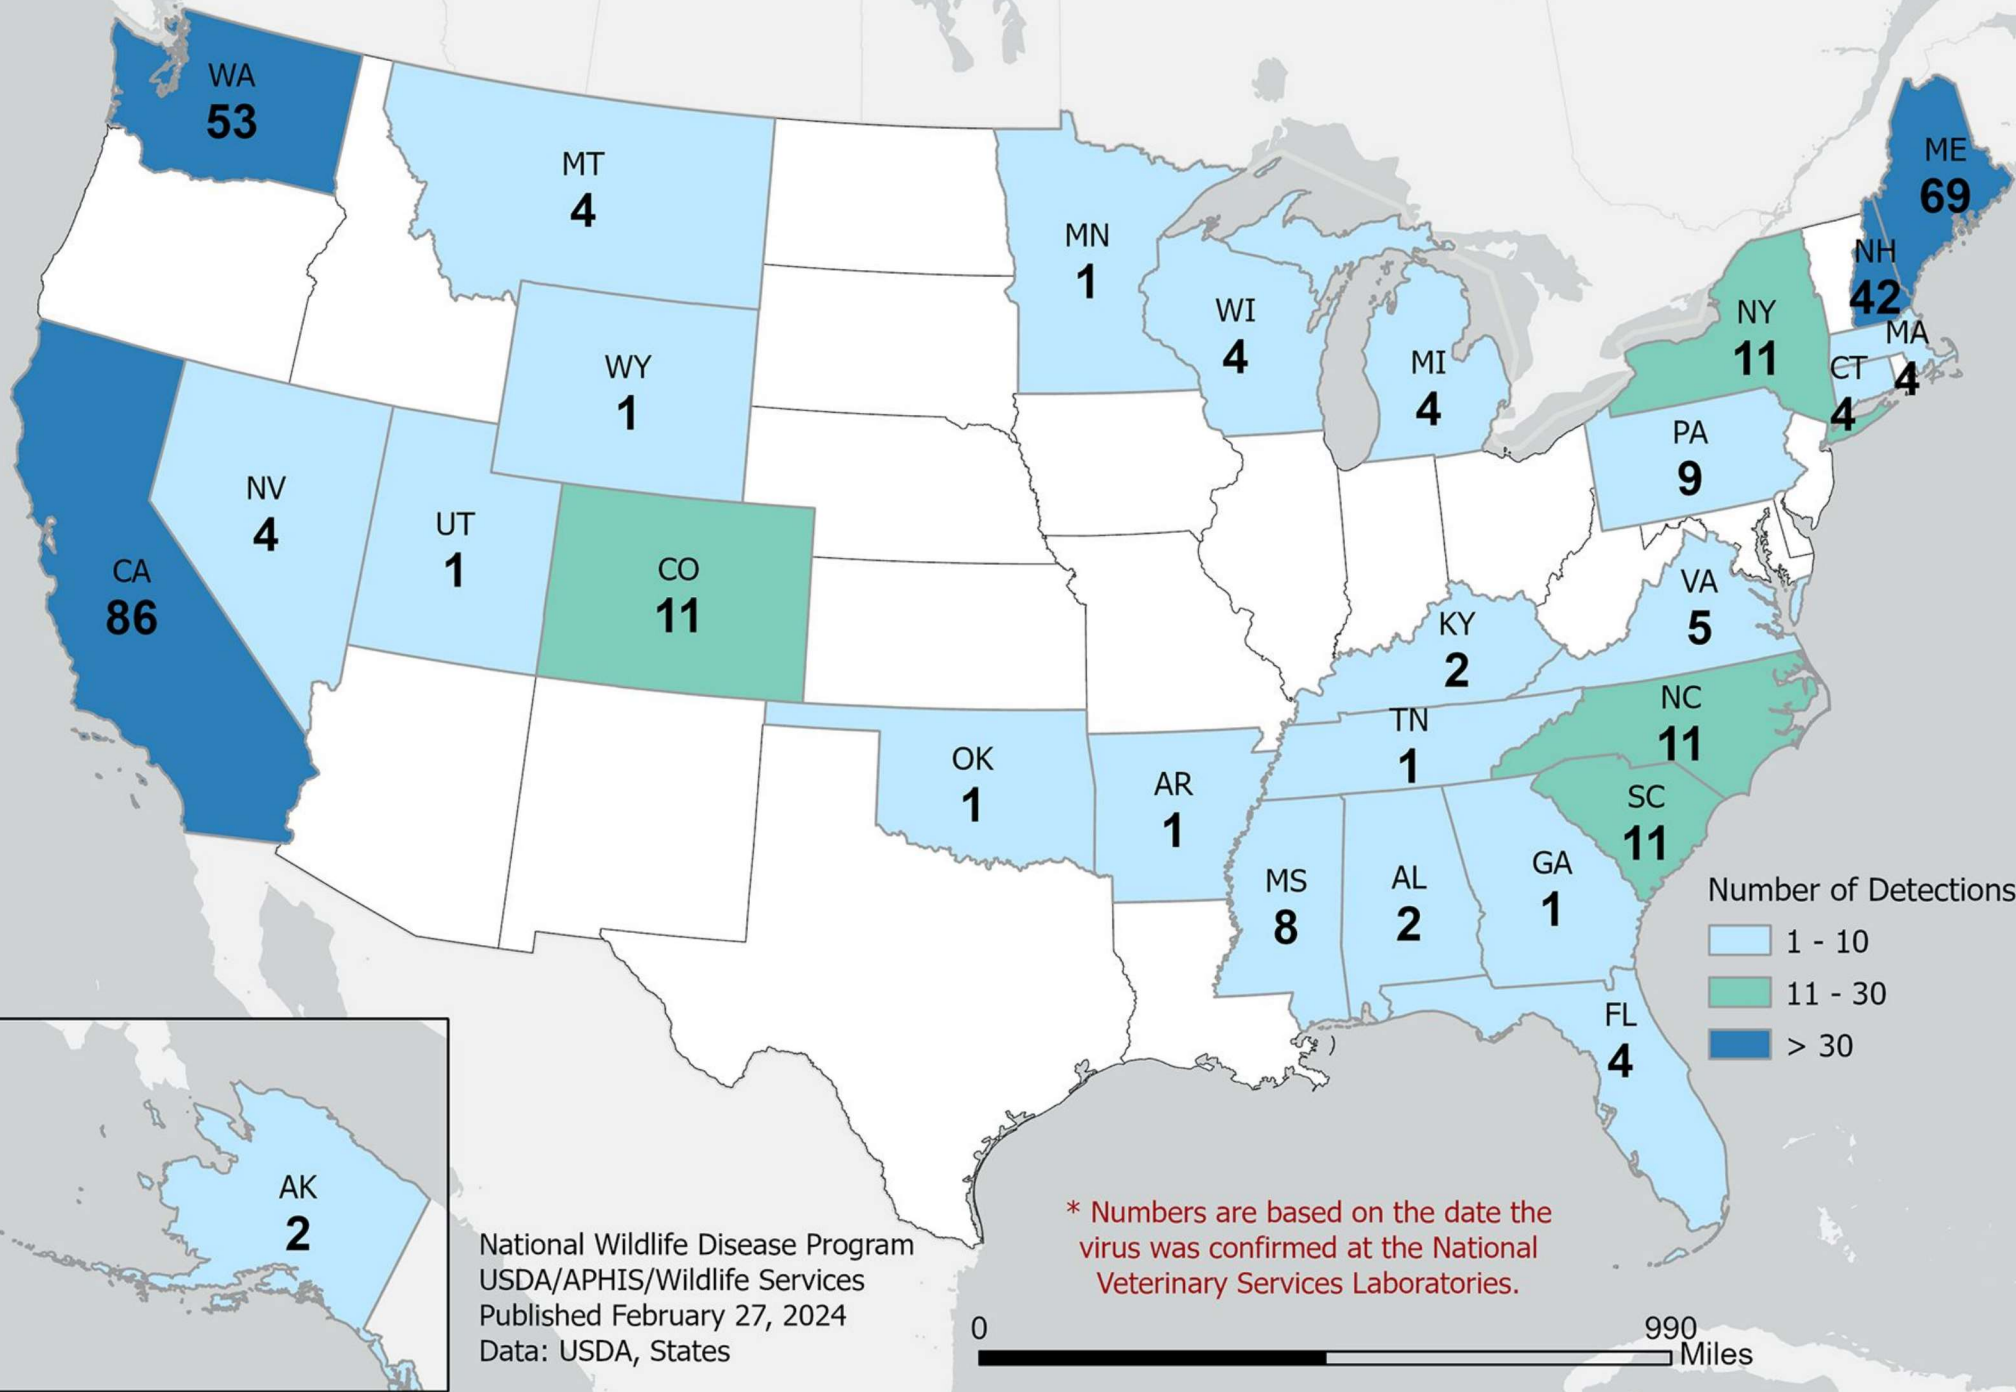 WA
53
MT
4
ME
69
MN
1
NH
42
WI
4
NY
11
MA
4
MI
4
CT
4
WY
1
PA
9
NV
4
UT
1
CO
11
CA
86
VA
5
KY
2
NC
11
TN
1
OK
1
AR
1
SC
11
GA
1
MS
8
AL
2
FL
4
Number of Detections
1 - 10
11 - 30
> 30
AK
2
National Wildlife Disease Program
USDA/APHIS/Wildlife Services
Published February 27, 2024
Data: USDA, States
* Numbers are based on the date the
virus was confirmed at the National
Veterinary Services Laboratories.
0
990
Miles